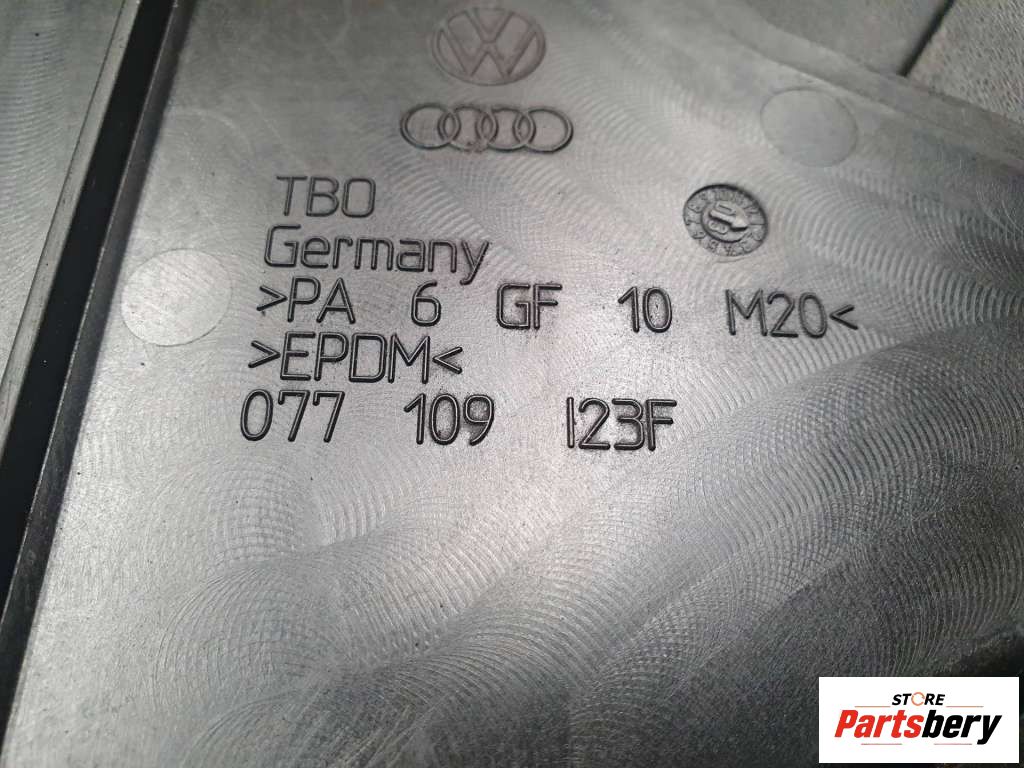 TBO
Germany
>PA 6 GF 10 M20<
>EPDM<
077 109 123F
STORE
Partsbery